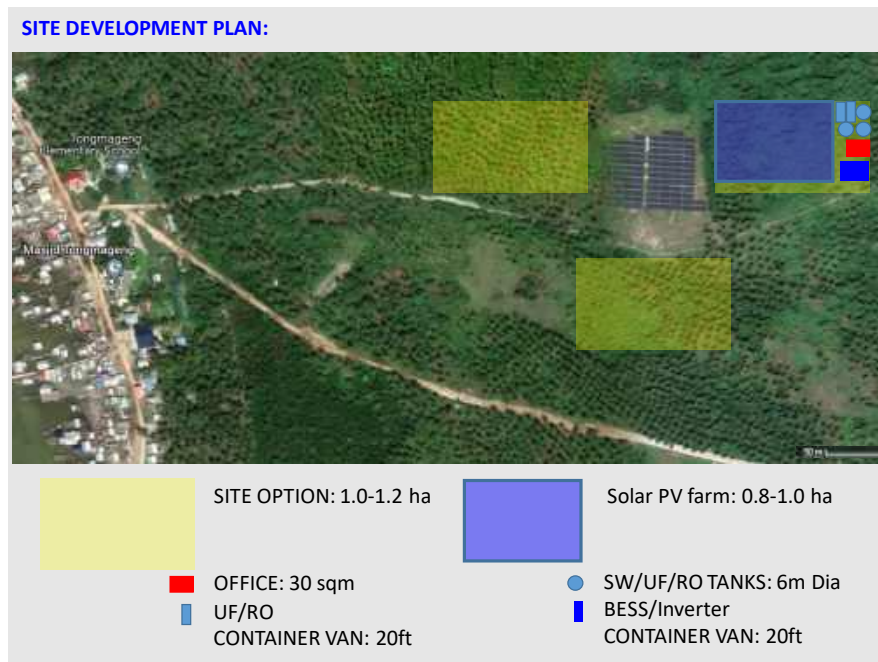 SITE DEVELOPMENT PLAN:
Tongmageng
Elementary School
Masjid Tongmageng
SITE OPTION: 1.0-1.2 ha
Solar PV farm: 0.8-1.0 ha
OFFICE: 30 sqm
SW/UF/RO TANKS: 6m Dia
UF/RO
CONTAINER VAN: 20ft
BESS/Inverter
CONTAINER VAN: 20ft